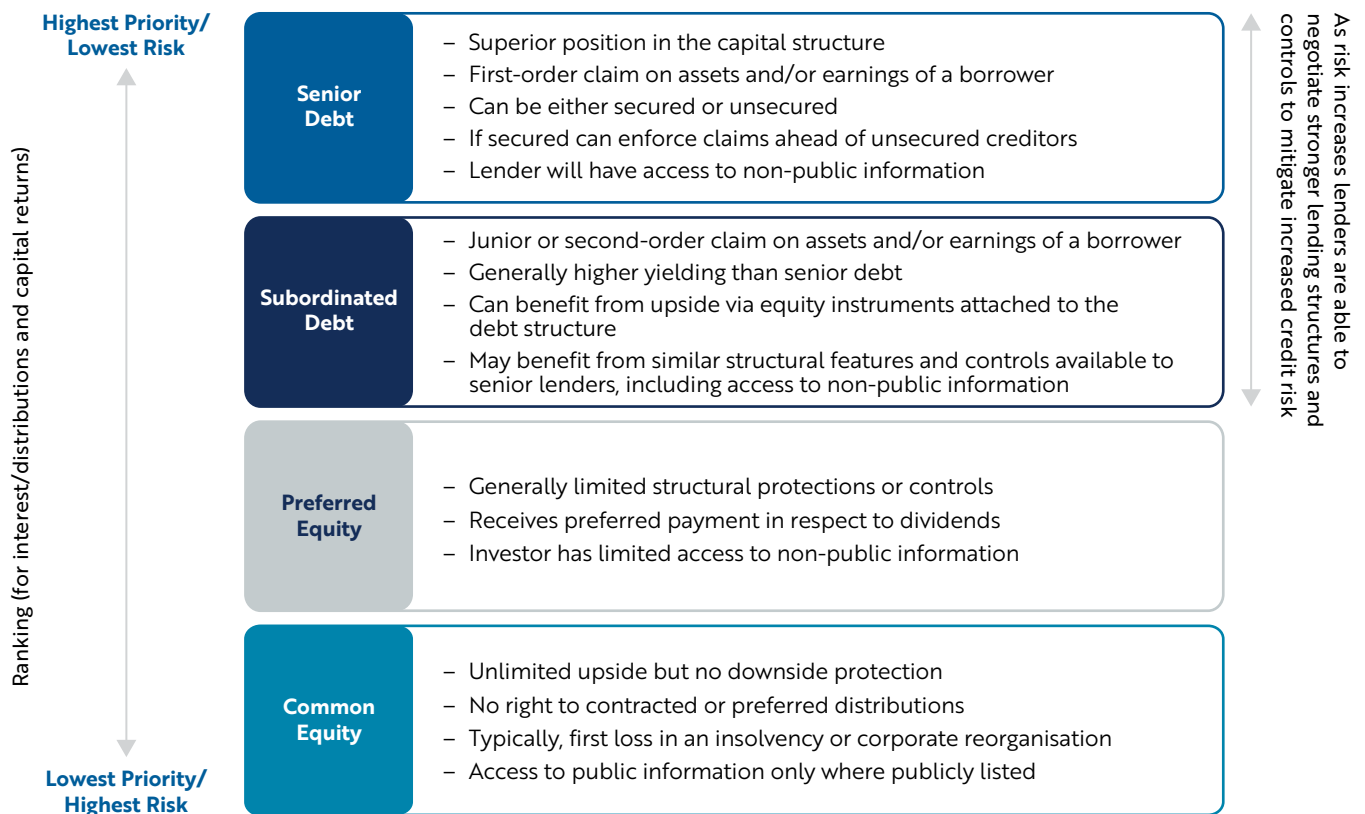 Highest Priority/
Lowest Risk
Ranking (for interest/distributions and capital returns)
Lowest Priority/
Highest Risk
Senior
Debt
– Superior position in the capital structure
– First-order claim on assets and/or earnings of a borrower
– Can be either secured or unsecured
– If secured can enforce claims ahead of unsecured creditors
– Lender will have access to non-public information
Subordinated
Debt
– Junior or second-order claim on assets and/or earnings of a borrower
– Generally higher yielding than senior debt
– Can benefit from upside via equity instruments attached to the
debt structure
– May benefit from similar structural features and controls available to
senior lenders, including access to non-public information
Preferred
Equity
– Generally limited structural protections or controls
– Receives preferred payment in respect to dividends
– Investor has limited access to non-public information
Common
Equity
– Unlimited upside but no downside protection
– No right to contracted or preferred distributions
– Typically, first loss in an insolvency or corporate reorganisation
– Access to public information only where publicly listed
As risk increases lenders are able to
negotiate stronger lending structures and
controls to mitigate increased credit risk